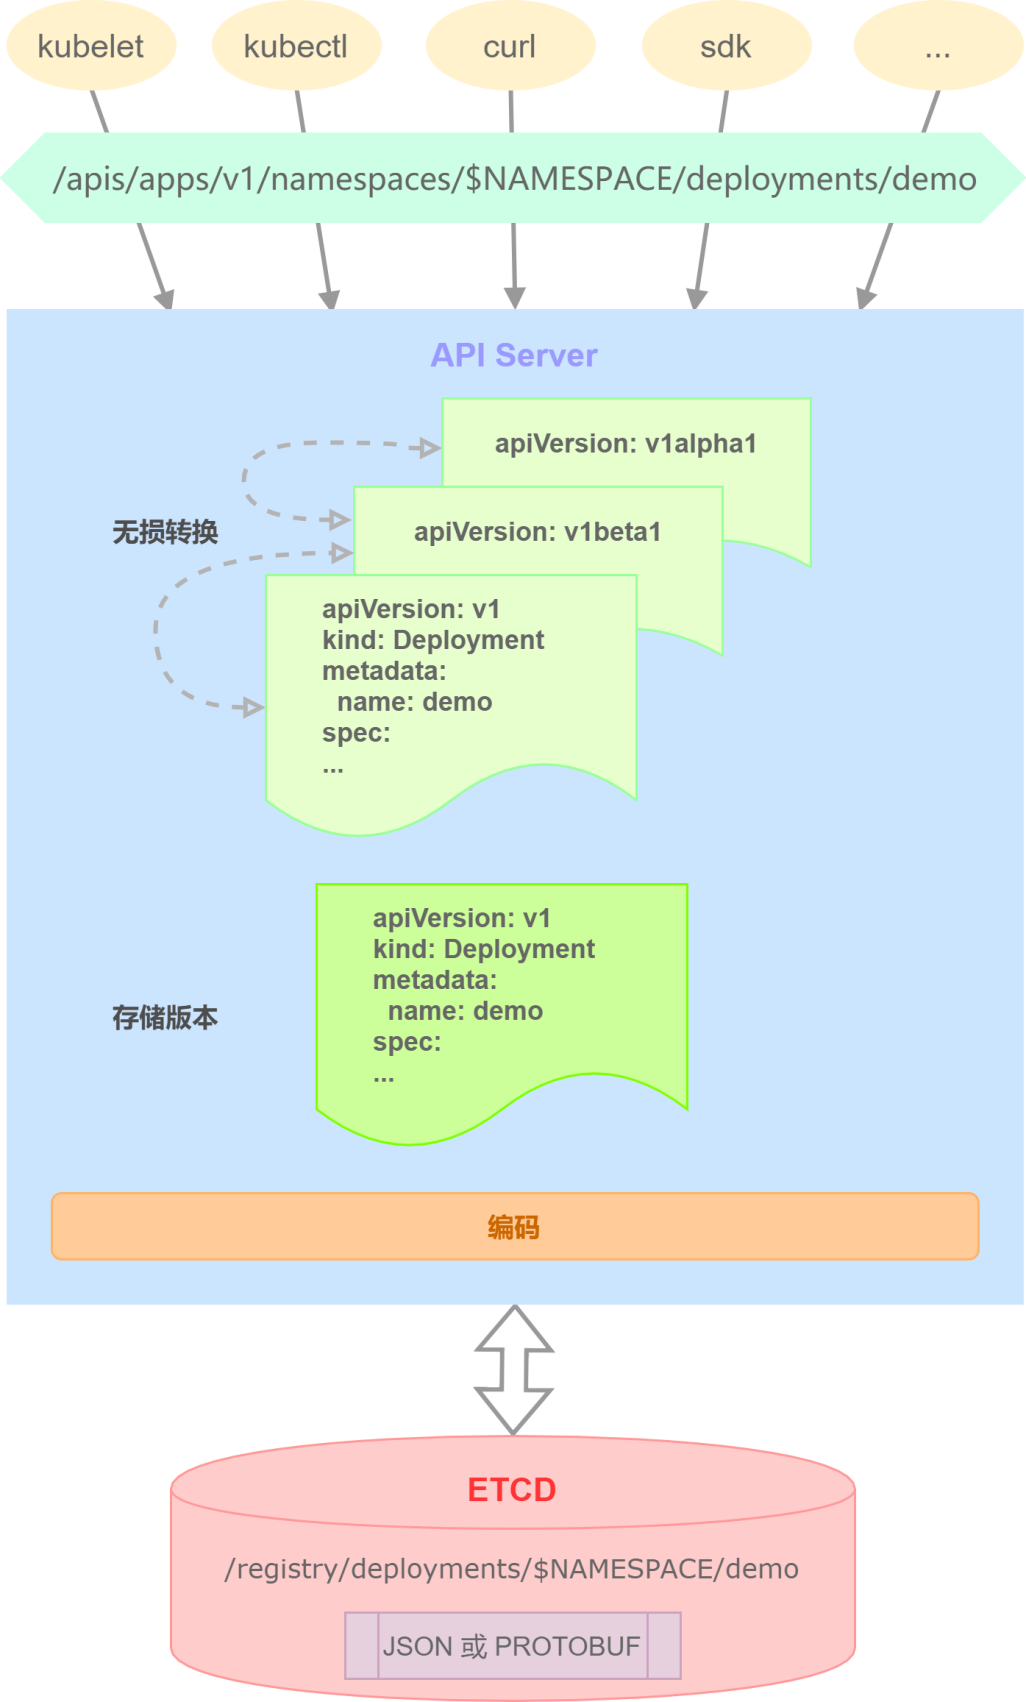 kubelet kubectl curl sdk ...
/apis/apps/v1/namespaces/$NAMESPACE/deployments/demo
API Server
apiVersion: v1alpha1
无损转换
apiVersion: v1beta1
apiVersion: v1
kind: Deployment
metadata:
  name: demo
spec:
...
存储版本
apiVersion: v1
kind: Deployment
metadata:
  name: demo
spec:
...
编码
ETCD
/registry/deployments/$NAMESPACE/demo
JSON 或 PROTOBUF